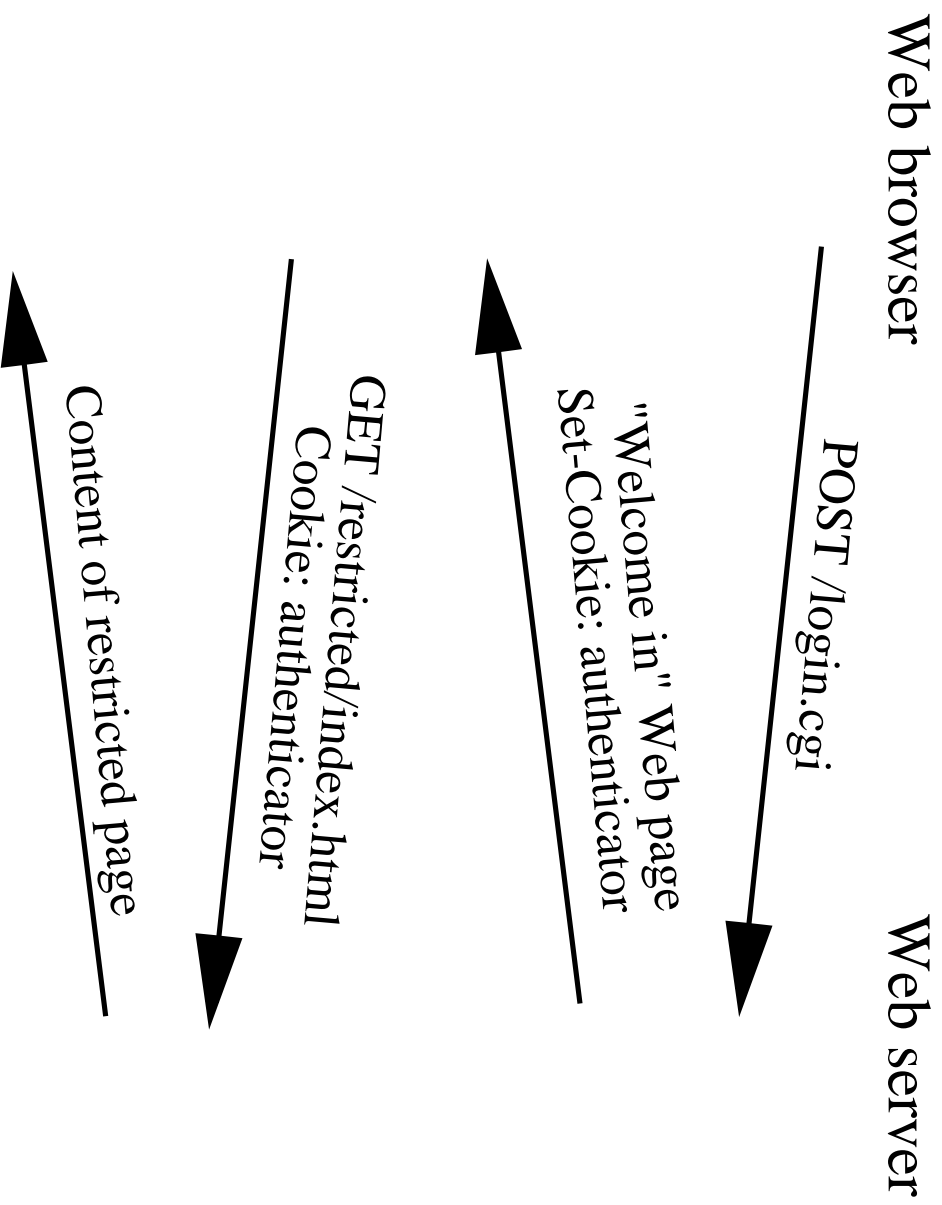 Web browser
Web server
POST /login.cgi
"Welcome in" Web page
Set-Cookie: authenticator
GET /restricted/index.html
Cookie: authenticator
Content of restricted page